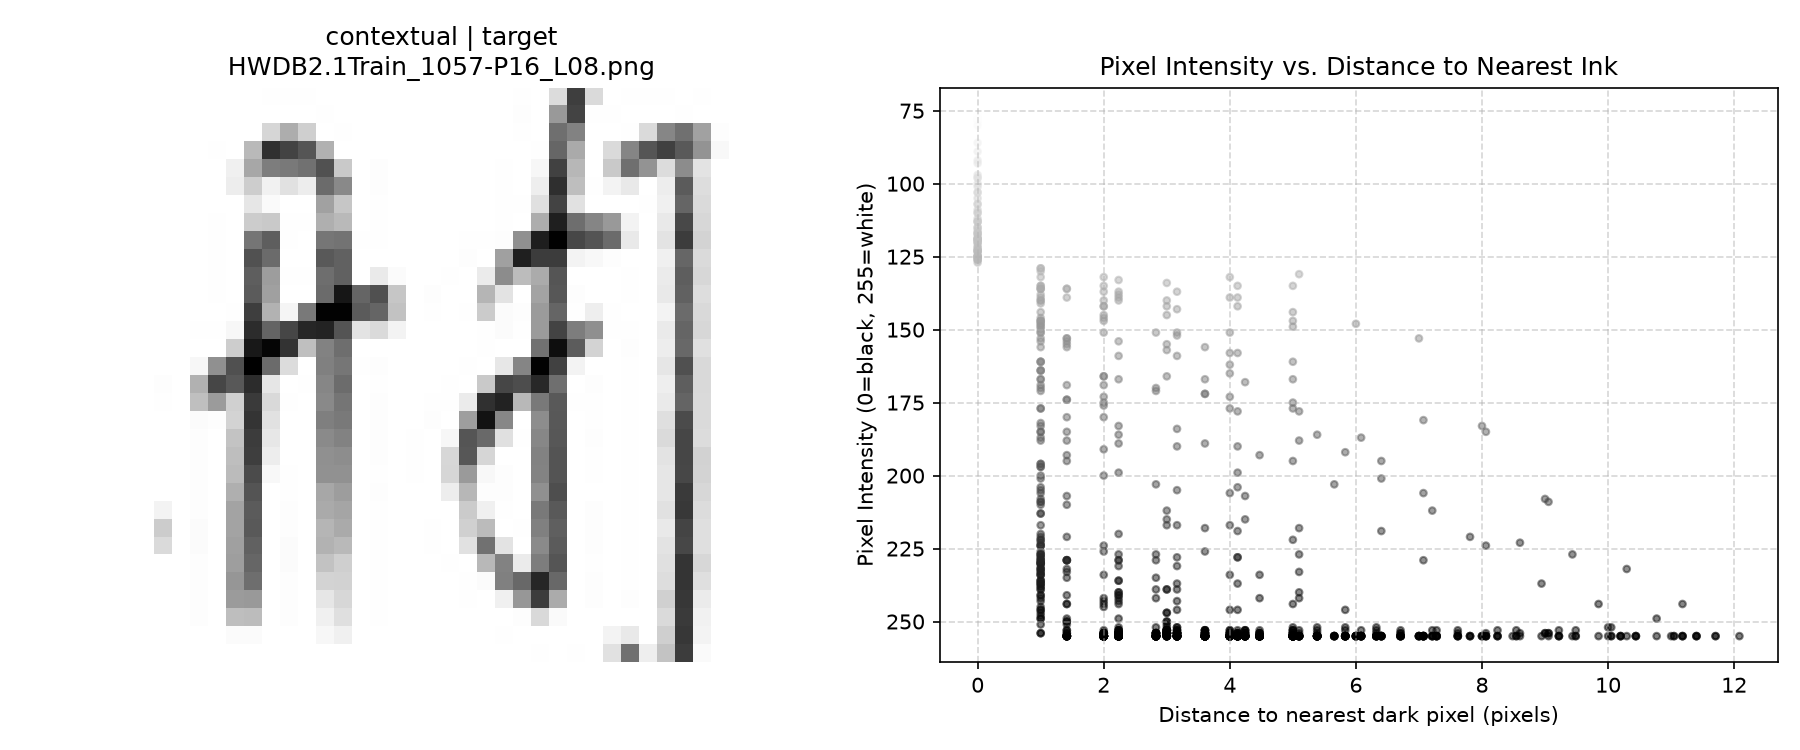 contextual | target
HWDB2.1Train_1057-P16_L08.png
Pixel Intensity vs. Distance to Nearest Ink
Pixel Intensity (0=black, 255=white)
75
100
125
150
175
200
225
250
0 2 4 6 8 10 12
Distance to nearest dark pixel (pixels)